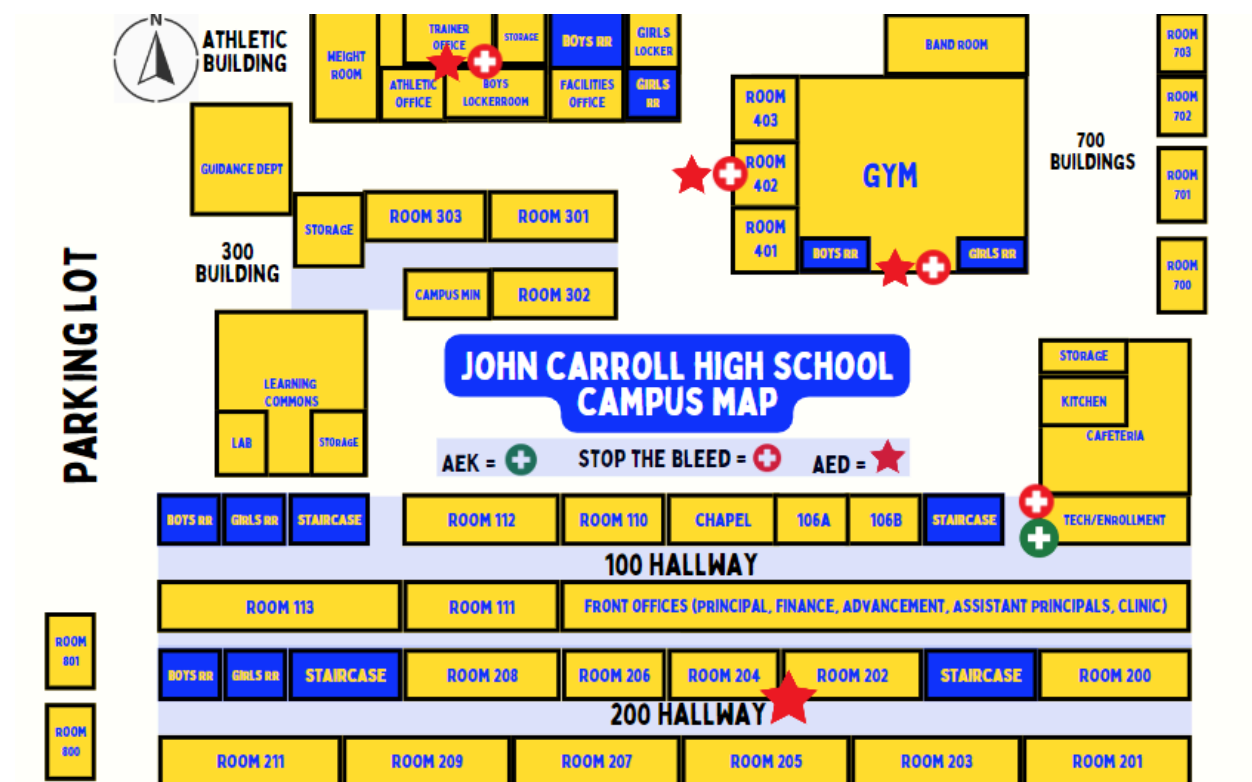 N
ATHLETIC
BUILDING
WEIGHT
ROOM
TRAINER
OFFICE
STORAGE
BOYS RR
GIRLS
LOCKER
ATHLETIC
OFFICE
BOYS
LOCKERROOM
FACILITIES
OFFICE
GIRLS
RR
BAND ROOM
ROOM
403
ROOM
402
ROOM
401
GYM
BOYS RR
GIRLS RR
700
BUILDINGS
ROOM
703
ROOM
702
ROOM
701
ROOM
700
GUIDANCE DEPT
STORAGE
ROOM 303
ROOM 301
300
BUILDING
CAMPUS MIN
ROOM 302
PARKING LOT
LEARNING
COMMONS
LAB
STORAGE
JOHN CARROLL HIGH SCHOOL
CAMPUS MAP
AEK =
STOP THE BLEED =
AED =
STORAGE
KITCHEN
CAFETERIA
BOYS RR
GIRLS RR
STAIRCASE
ROOM 112
ROOM 110
CHAPEL
106A
106B
STAIRCASE
TECH/ENROLLMENT
100 HALLWAY
ROOM 113
ROOM 111
FRONT OFFICES (PRINCIPAL, FINANCE, ADVANCEMENT, ASSISTANT PRINCIPALS, CLINIC)
ROOM
801
BOYS RR
GIRLS RR
STAIRCASE
ROOM 208
ROOM 206
ROOM 204
ROOM 202
STAIRCASE
ROOM 200
200 HALLWAY
ROOM
800
ROOM 211
ROOM 209
ROOM 207
ROOM 205
ROOM 203
ROOM 201